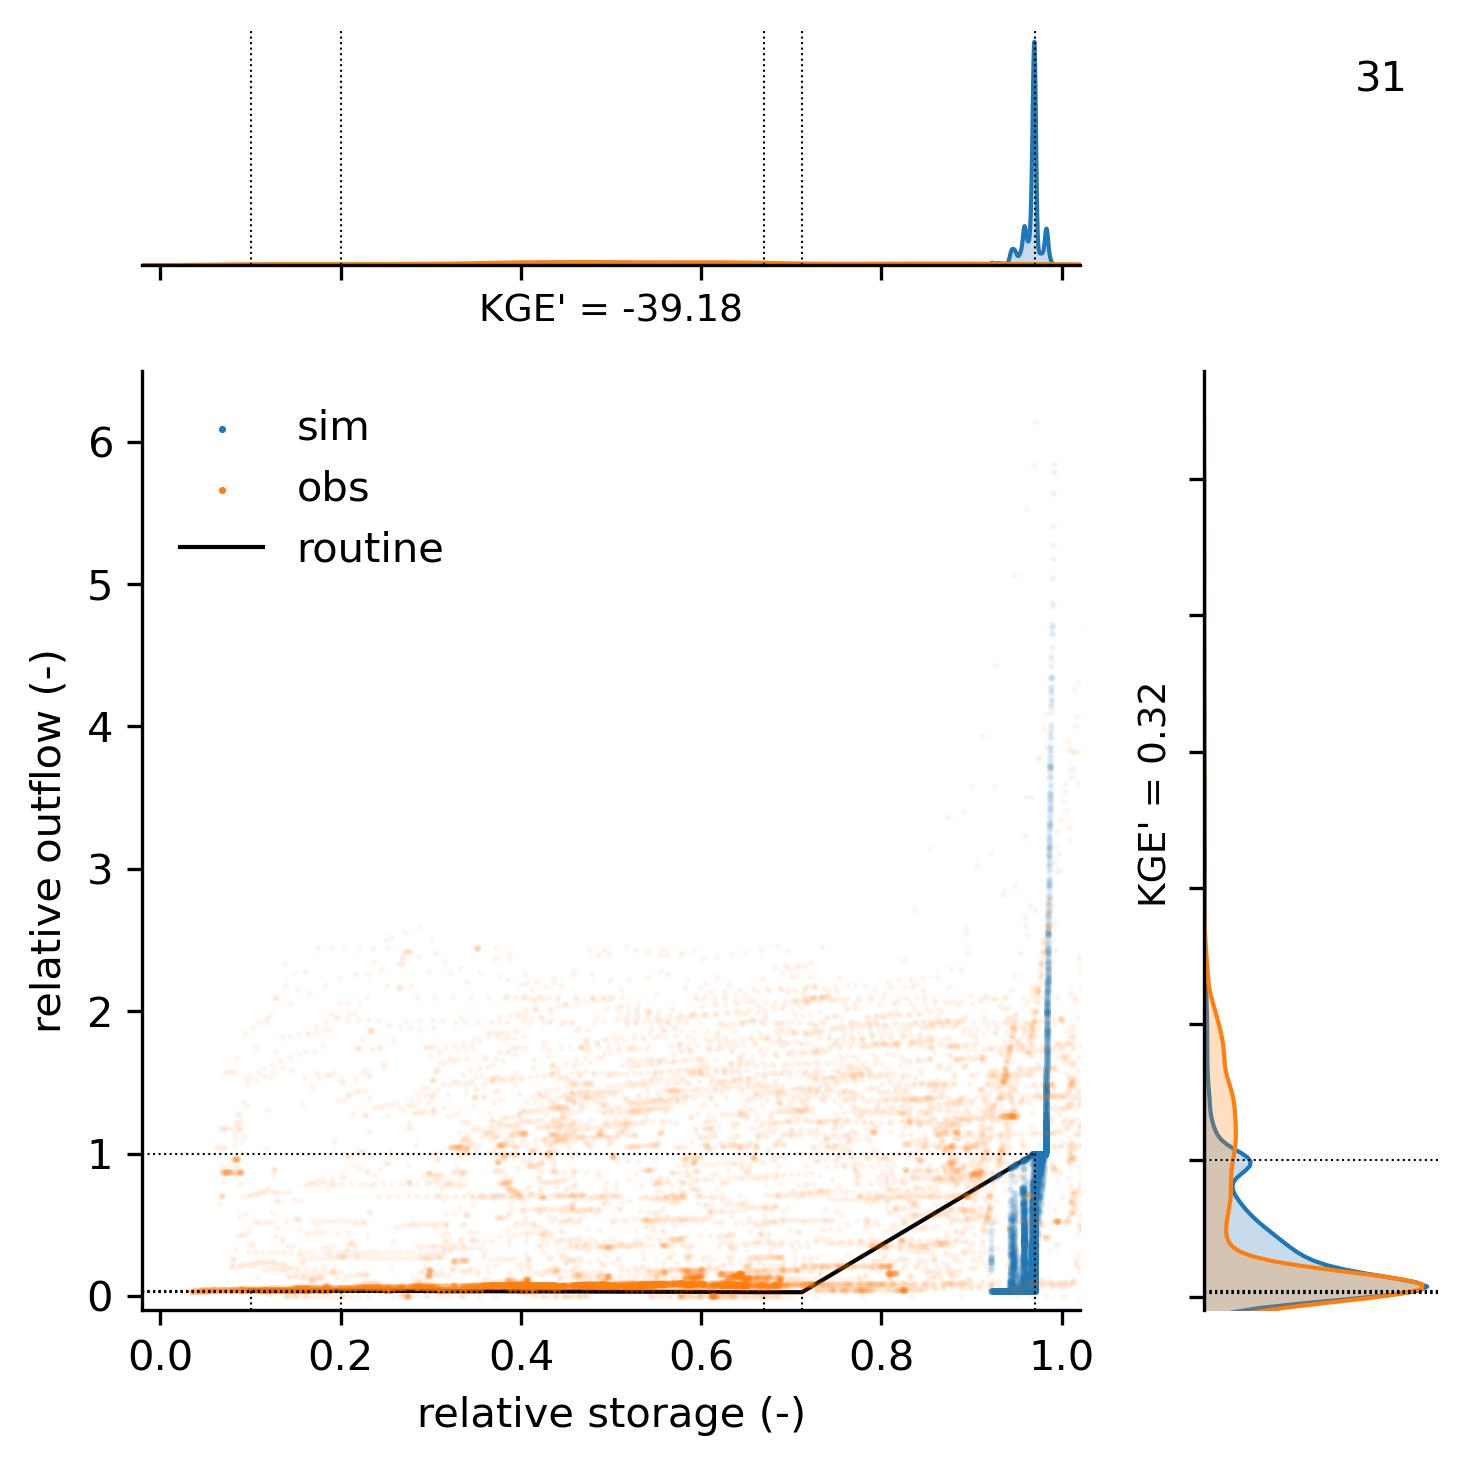 31
KGE' = -39.18
sim
obs
routine
6
5
4
3
2
1
0
relative outflow (-)
KGE' = 0.32
0.0 0.2 0.4 0.6 0.8 1.0
relative storage (-)